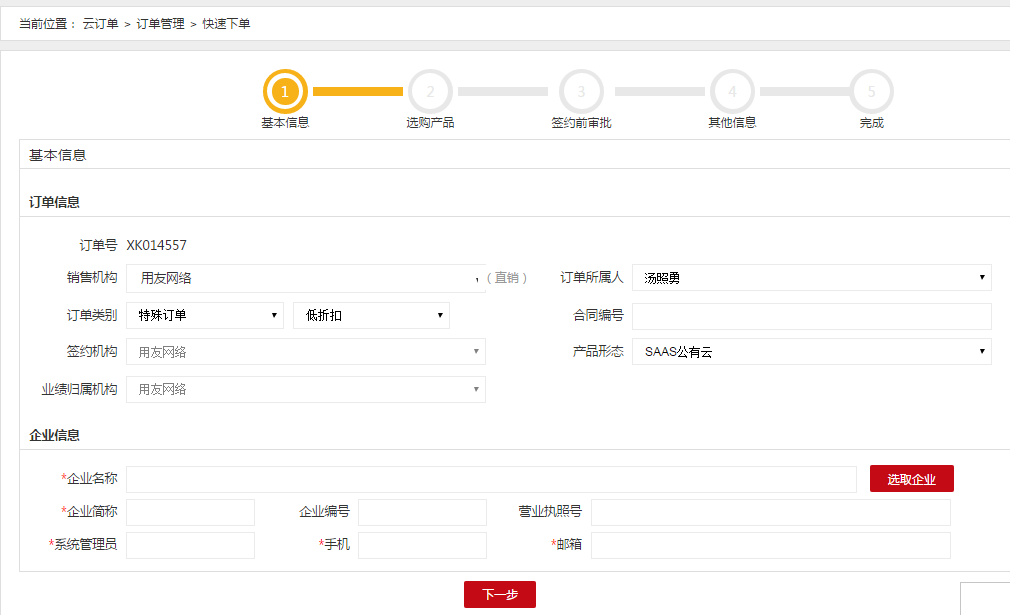 当前位置： 云订单 > 订单管理 > 快速下单
1 2 3 4 5
基本信息 选购产品 签约前审批 其他信息 完成
基本信息
订单信息
订单号 XK014557
销售机构 用友网络 （直销） 订单所属人 汤照勇
订单类别 特殊订单 低折扣 合同编号
签约机构 用友网络 产品形态 SAAS公有云
业绩归属机构 用友网络
企业信息
*企业名称 选取企业
*企业简称 企业编号 营业执照号
*系统管理员 *手机 *邮箱
下一步